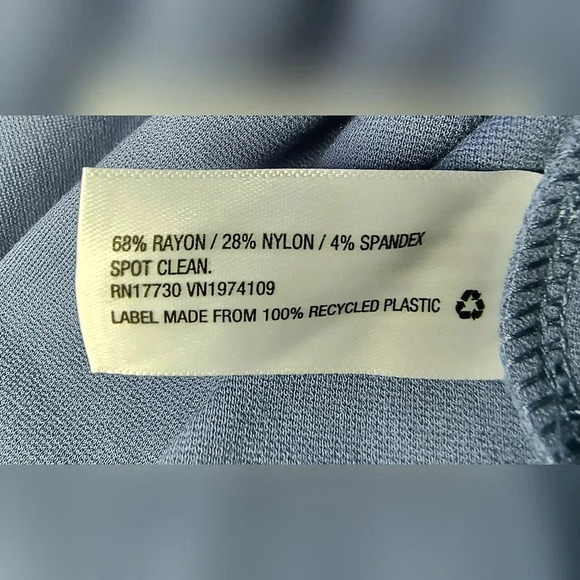 68% RAYON / 28% NYLON / 4% SPANDEX
SPOT CLEAN.
RN17730 VN1974109
LABEL MADE FROM 100% RECYCLED PLASTIC